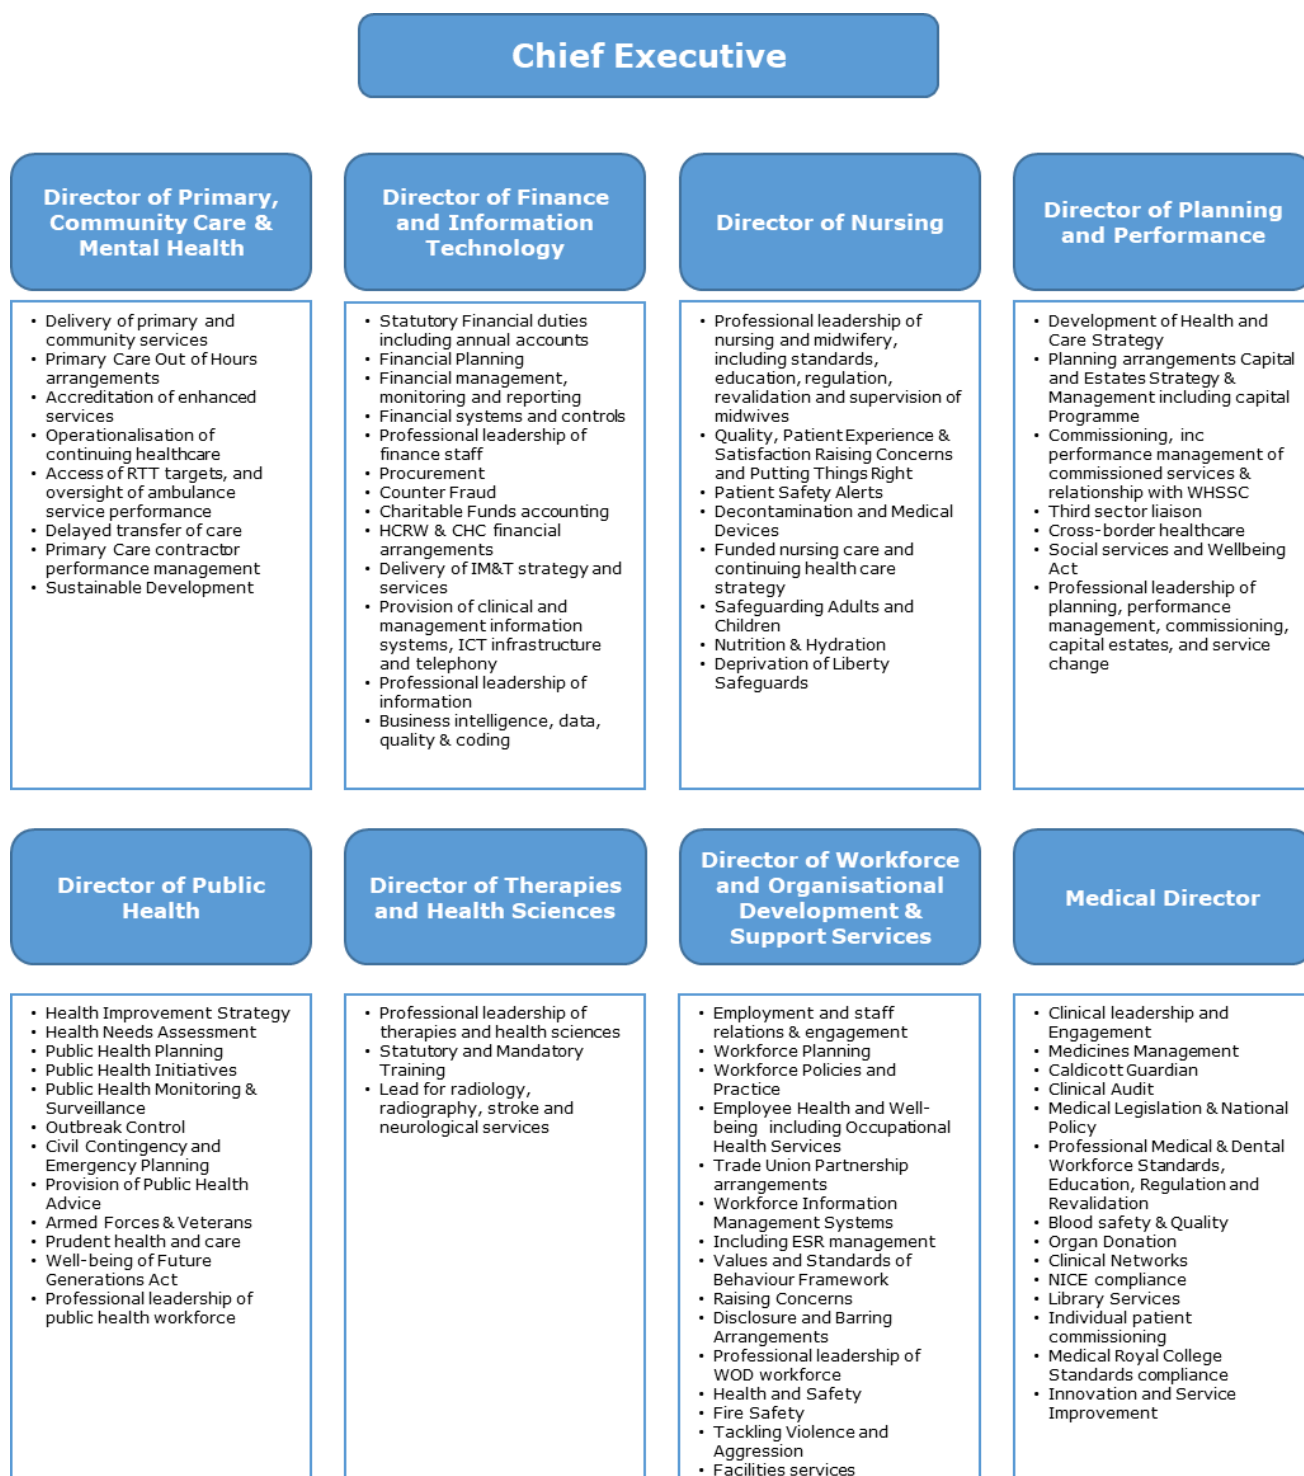 Chief Executive
Director of Primary,
Community Care &
Mental Health
• Delivery of primary and
community services
• Primary Care Out of Hours
arrangements
• Accreditation of enhanced
services
• Operationalisation of
continuing healthcare
• Access of RTT targets, and
oversight of ambulance
service performance
• Delayed transfer of care
• Primary Care contractor
performance management
• Sustainable Development
Director of Finance
and Information
Technology
• Statutory Financial duties
including annual accounts
• Financial Planning
• Financial management,
monitoring and reporting
• Financial systems and controls
• Professional leadership of
finance staff
• Procurement
• Counter Fraud
• Charitable Funds accounting
• HCRW & CHC financial
arrangements
• Delivery of IM&T strategy and
services
• Provision of clinical and
management information
systems, ICT infrastructure
and telephony
• Professional leadership of
information
• Business intelligence, data,
quality & coding
Director of Nursing
• Professional leadership of
nursing and midwifery,
including standards,
education, regulation,
revalidation and supervision of
midwives
• Quality, Patient Experience &
Satisfaction Raising Concerns
and Putting Things Right
• Patient Safety Alerts
• Decontamination and Medical
Devices
• Funded nursing care and
continuing health care
strategy
• Safeguarding Adults and
Children
• Nutrition & Hydration
• Deprivation of Liberty
Safeguards
Director of Planning
and Performance
• Development of Health and
Care Strategy
• Planning arrangements Capital
and Estates Strategy &
Management including capital
Programme
• Commissioning, inc
performance management of
commissioned services &
relationship with WHSSC
• Third sector liaison
• Cross-border healthcare
• Social services and Wellbeing
Act
• Professional leadership of
planning, performance
management, commissioning,
capital estates, and service
change
Director of Public
Health
• Health Improvement Strategy
• Health Needs Assessment
• Public Health Planning
• Public Health Initiatives
• Public Health Monitoring &
Surveillance
• Outbreak Control
• Civil Contingency and
Emergency Planning
• Provision of Public Health
Advice
• Armed Forces & Veterans
• Prudent health and care
• Well-being of Future
Generations Act
• Professional leadership of
public health workforce
Director of Therapies
and Health Sciences
• Professional leadership of
therapies and health sciences
• Statutory and Mandatory
Training
• Lead for radiology,
radiography, stroke and
neurological services
Director of Workforce
and Organisational
Development &
Support Services
• Employment and staff
relations & engagement
• Workforce Planning
• Workforce Policies and
Practice
• Employee Health and Well-
being including Occupational
Health Services
• Trade Union Partnership
arrangements
• Workforce Information
Management Systems
• Including ESR management
• Values and Standards of
Behaviour Framework
• Raising Concerns
• Disclosure and Barring
Arrangements
• Professional leadership of
WOD workforce
• Health and Safety
• Fire Safety
• Tackling Violence and
Aggression
• Facilities services
Medical Director
• Clinical leadership and
Engagement
• Medicines Management
• Caldicott Guardian
• Clinical Audit
• Medical Legislation & National
Policy
• Professional Medical & Dental
Workforce Standards,
Education, Regulation and
Revalidation
• Blood safety & Quality
• Organ Donation
• Clinical Networks
• NICE compliance
• Library Services
• Individual patient
commissioning
• Medical Royal College
Standards compliance
• Innovation and Service
Improvement